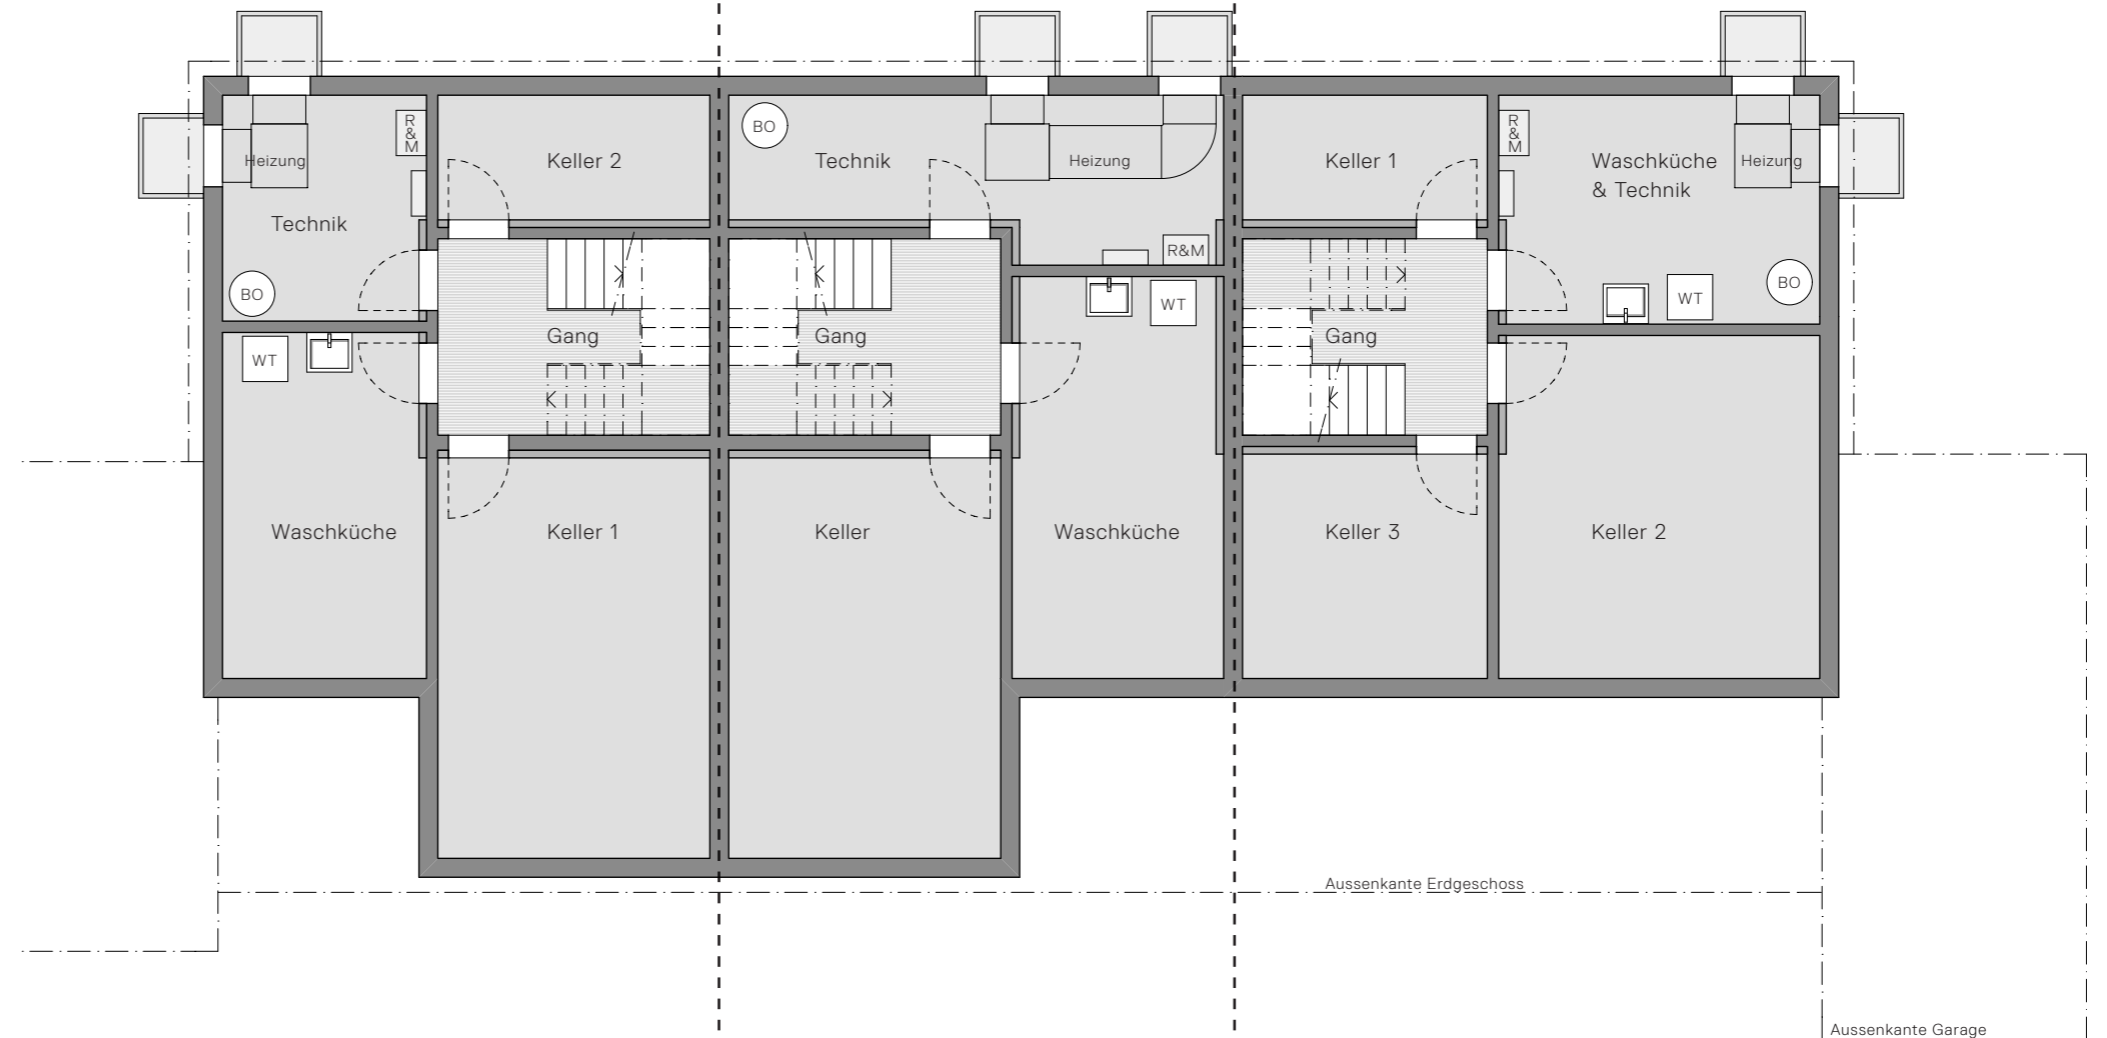 R
&
M
R
&
M
BO
Heizung
Keller 2
Technik
Heizung
Keller 1
Waschküche
& Technik
Heizung
Technik
R&M
BO
WT
WT
BO
Gang
Gang
Gang
WT
Waschküche
Keller 1
Keller
Waschküche
Keller 3
Keller 2
Aussenkante Erdgeschoss
Aussenkante Garage